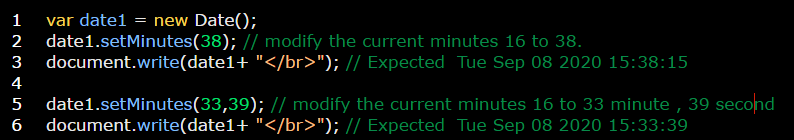 1 var date1 = new Date();
2 date1.setMinutes(38); // modify the current minutes 16 to 38.
3 document.write(date1+ "</br>"); // Expected  Tue Sep 08 2020 15:38:15
4
5 date1.setMinutes(33,39); // modify the current minutes 16 to 33 minute , 39 second
6 document.write(date1+ "</br>"); // Expected  Tue Sep 08 2020 15:33:39